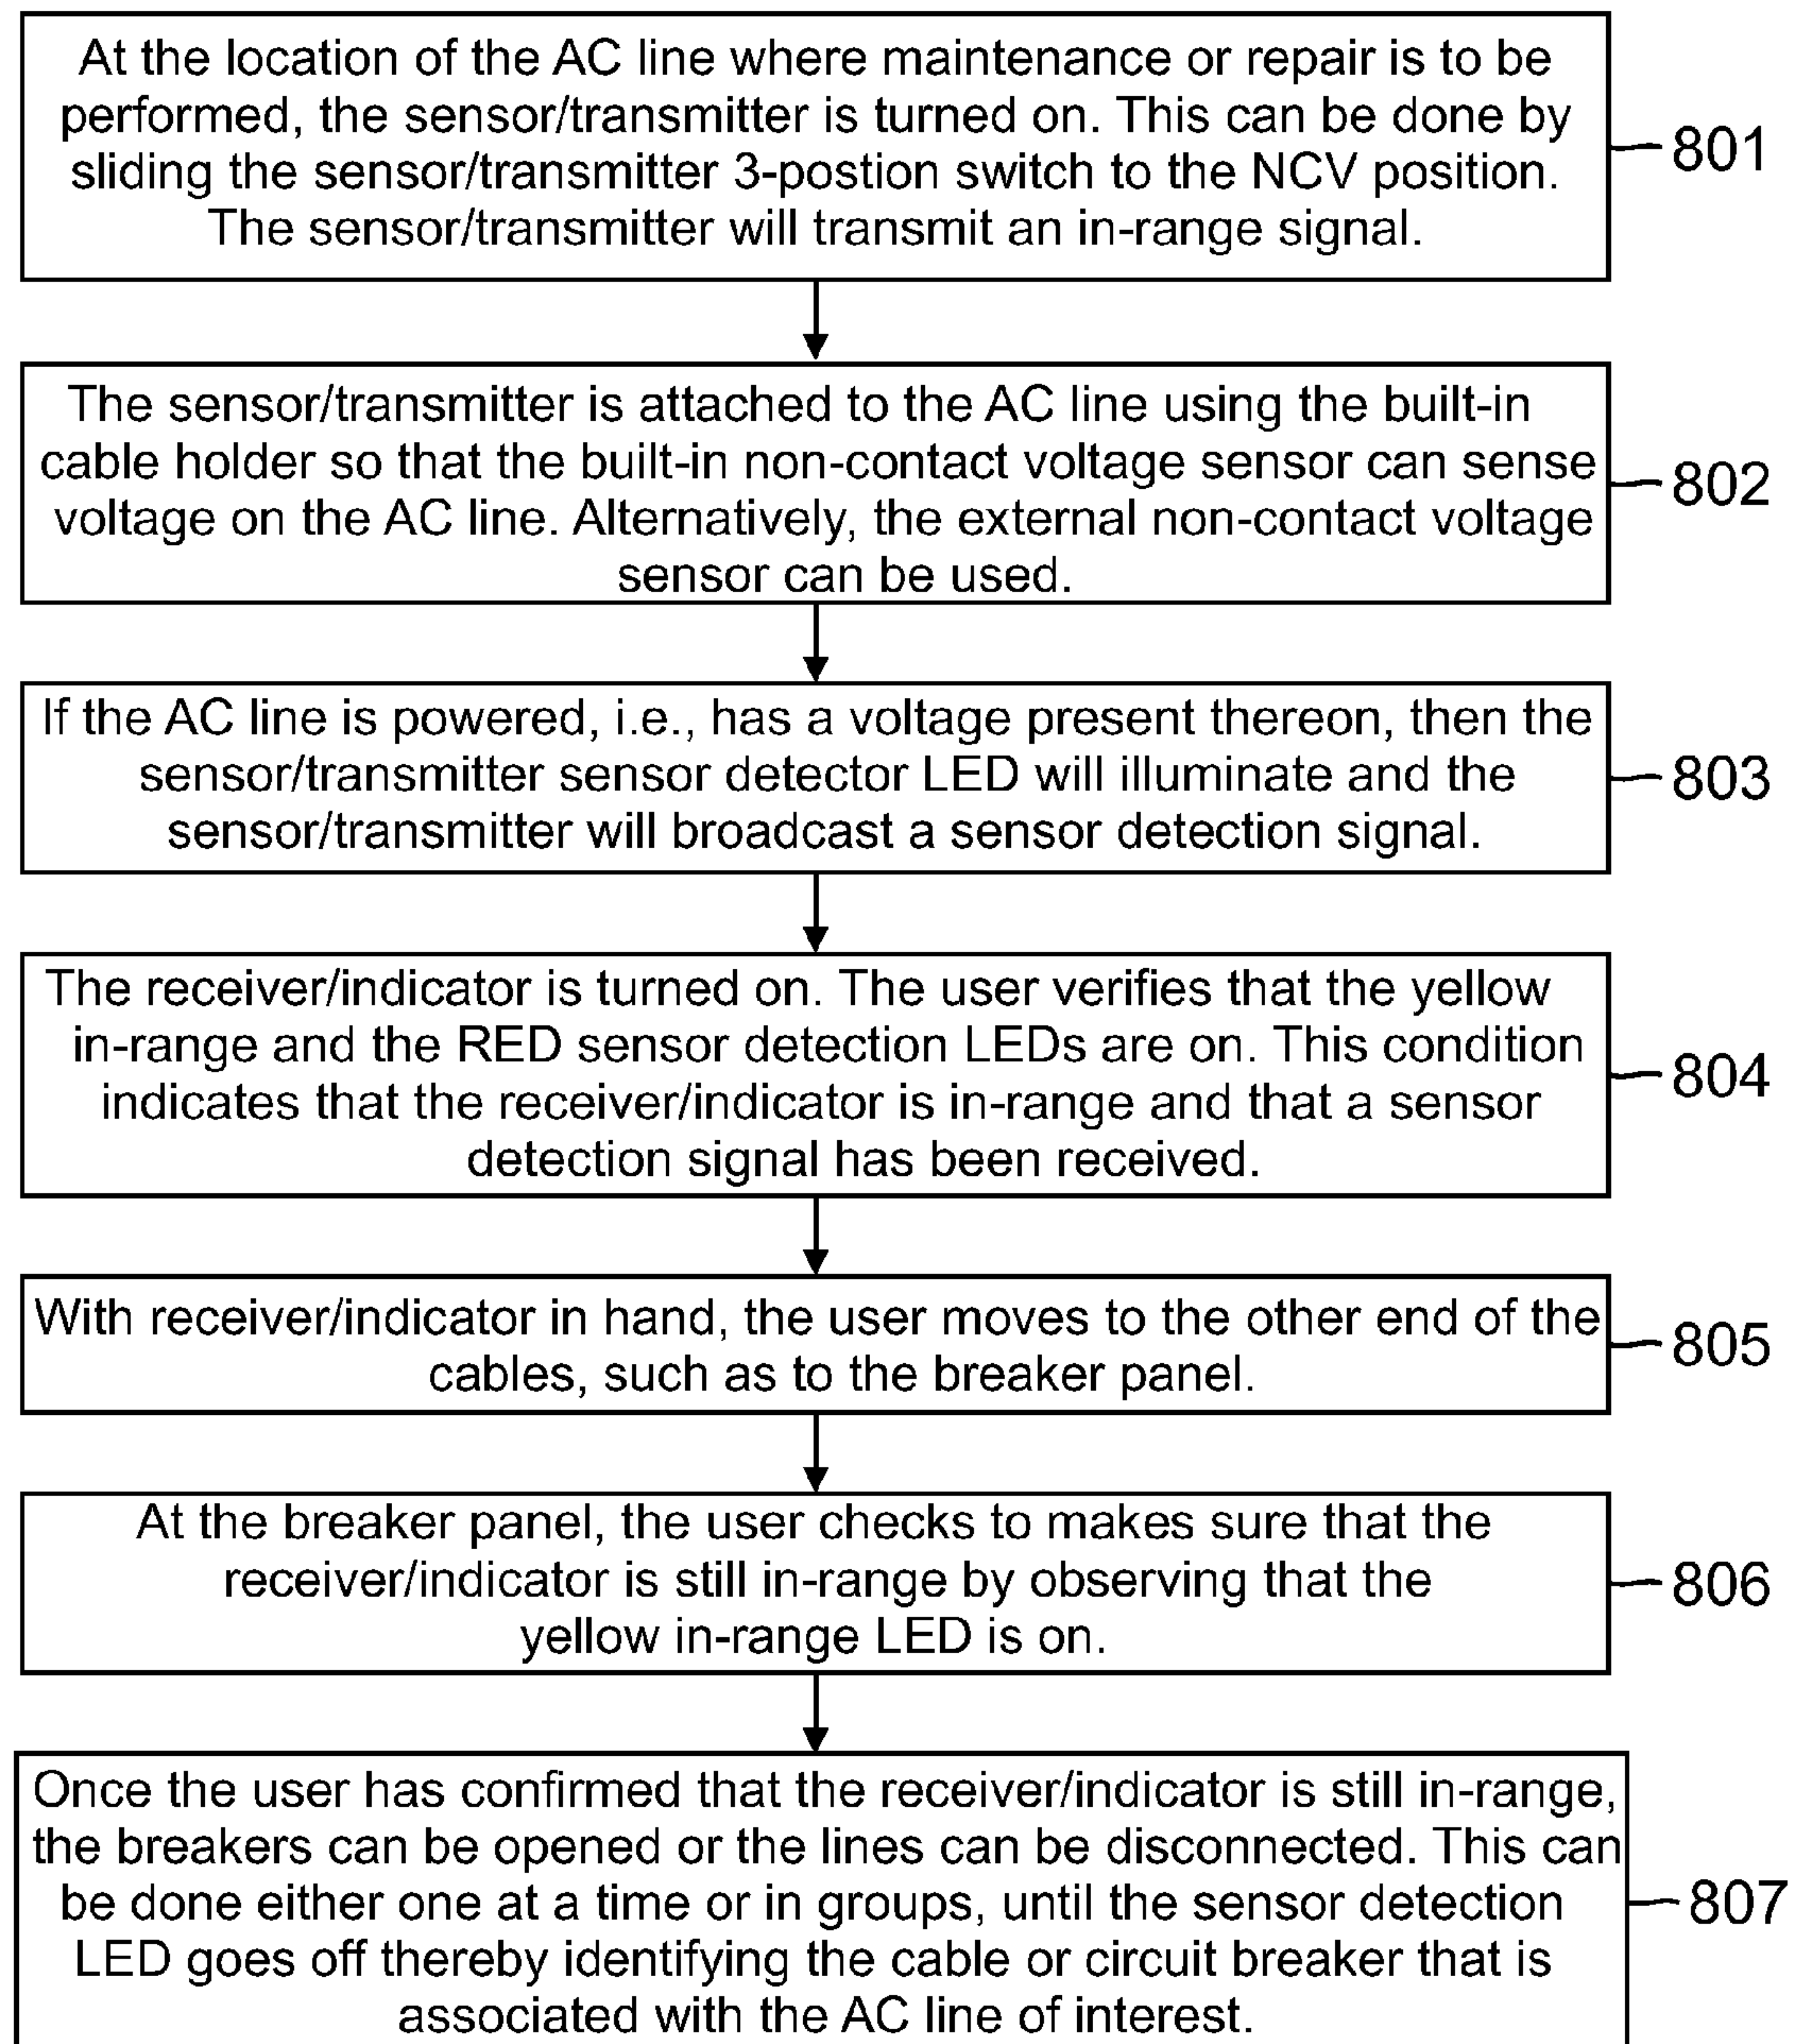 At the location of the AC line where maintenance or repair is to be
performed, the sensor/transmitter is turned on. This can be done by
sliding the sensor/transmitter 3-postion switch to the NCV position.
The sensor/transmitter will transmit an in-range signal.
801
The sensor/transmitter is attached to the AC line using the built-in
cable holder so that the built-in non-contact voltage sensor can sense
voltage on the AC line. Alternatively, the external non-contact voltage
sensor can be used.
802
If the AC line is powered, i.e., has a voltage present thereon, then the
sensor/transmitter sensor detector LED will illuminate and the
sensor/transmitter will broadcast a sensor detection signal.
803
The receiver/indicator is turned on. The user verifies that the yellow
in-range and the RED sensor detection LEDs are on. This condition
indicates that the receiver/indicator is in-range and that a sensor
detection signal has been received.
804
With receiver/indicator in hand, the user moves to the other end of the
cables, such as to the breaker panel.
805
At the breaker panel, the user checks to makes sure that the
receiver/indicator is still in-range by observing that the
yellow in-range LED is on.
806
Once the user has confirmed that the receiver/indicator is still in-range,
the breakers can be opened or the lines can be disconnected. This can
be done either one at a time or in groups, until the sensor detection
LED goes off thereby identifying the cable or circuit breaker that is
associated with the AC line of interest.
807